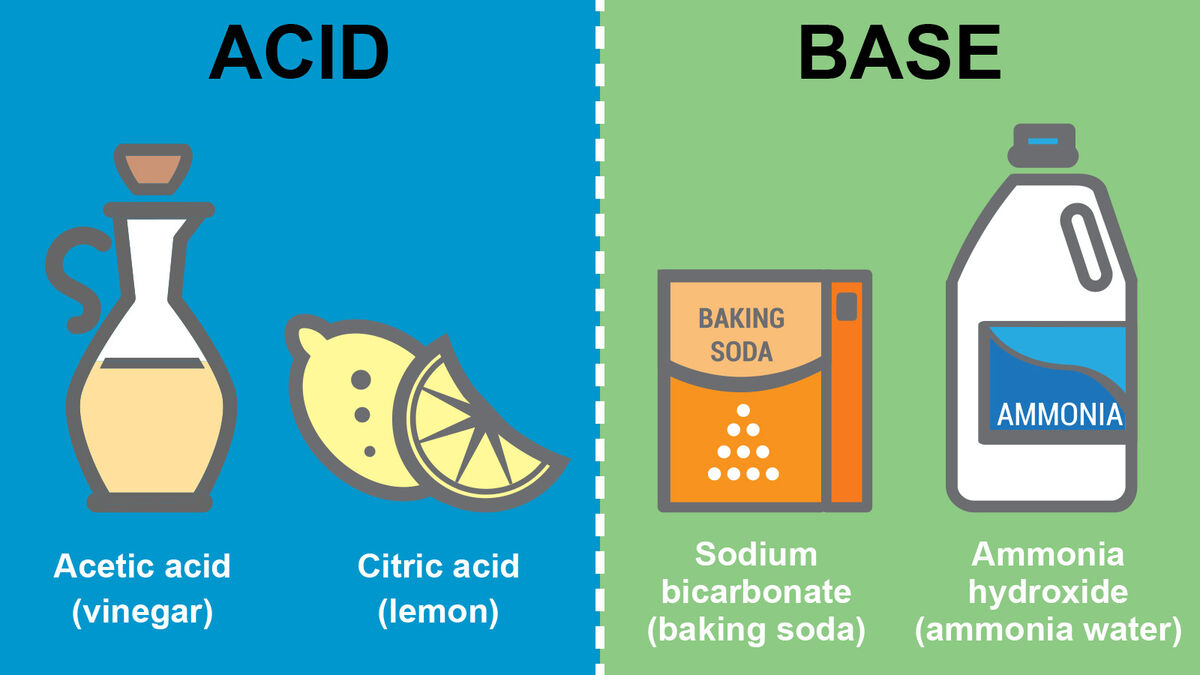 ACID
Acetic acid
(vinegar)
Citric acid
(lemon)
BASE
BAKING
SODA
AMMONIA
Sodium
bicarbonate
(baking soda)
Ammonia
hydroxide
(ammonia water)